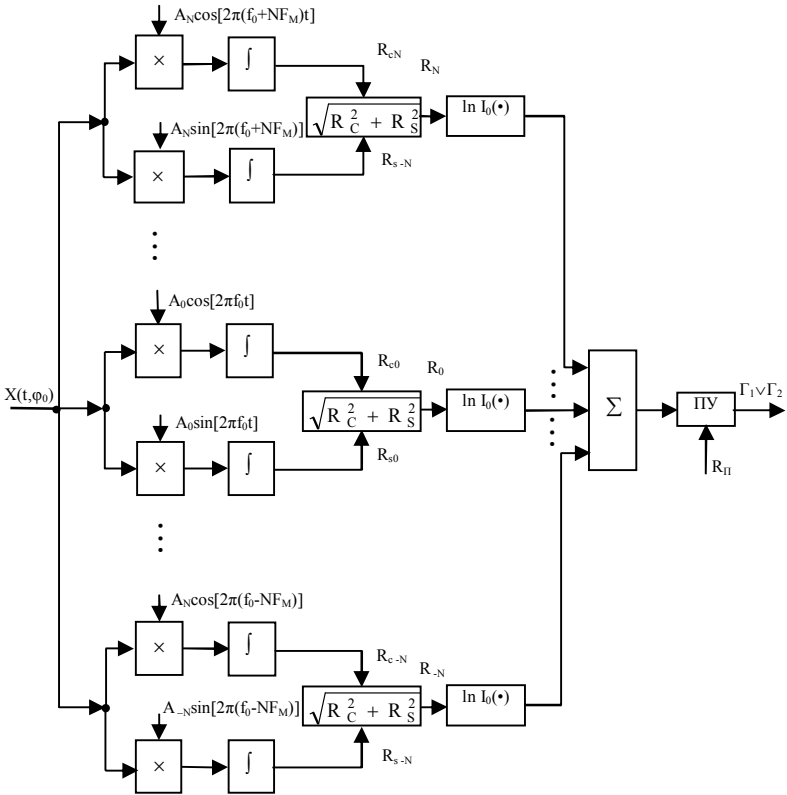 A_N cos[2π(f_0+NF_M)t]
×
∫
R_cN
R_N
√(R_C^2 + R_S^2)
ln I_0(•)
A_N sin[2π(f_0+NF_M)]
×
∫
R_s-N
⋮
A_0 cos[2πf_0t]
×
∫
R_c0
R_0
X(t,φ_0)
√(R_C^2 + R_S^2)
ln I_0(•)
⋮
⋮
Σ
ПУ
Γ_1∨Γ_2
A_0 sin[2πf_0t]
×
∫
R_s0
R_П
⋮
A_N cos[2π(f_0-NF_M)]
×
∫
R_c-N
R_-N
√(R_C^2 + R_S^2)
ln I_0(•)
A_-N sin[2π(f_0-NF_M)]
×
∫
R_s-N